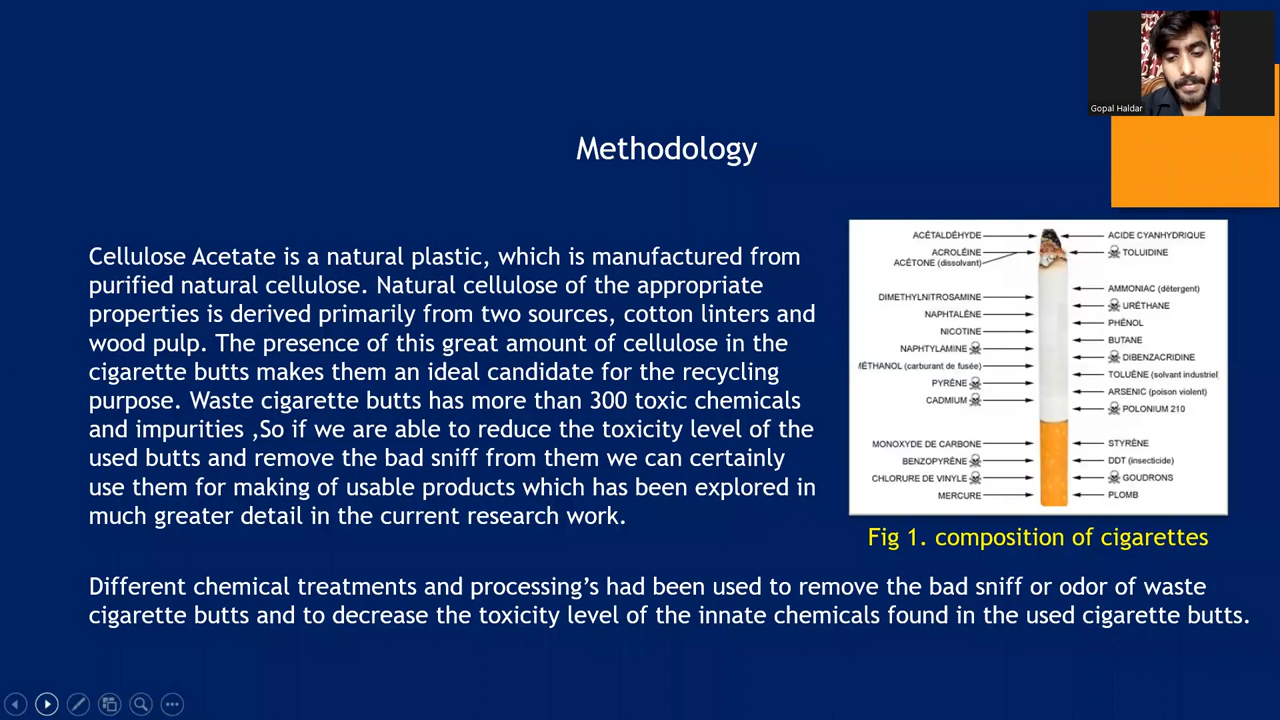 Gopal Haldar
Methodology
Cellulose Acetate is a natural plastic, which is manufactured from
purified natural cellulose. Natural cellulose of the appropriate
properties is derived primarily from two sources, cotton linters and
wood pulp. The presence of this great amount of cellulose in the
cigarette butts makes them an ideal candidate for the recycling
purpose. Waste cigarette butts has more than 300 toxic chemicals
and impurities ,So if we are able to reduce the toxicity level of the
used butts and remove the bad sniff from them we can certainly
use them for making of usable products which has been explored in
much greater detail in the current research work.
ACÉTALDÉHYDE
ACROLÉINE
ACÉTONE (dissolvant)
DIMETHYLNITROSAMINE
NAPHTALÈNE
NICOTINE
NAPHTYLAMINE
MÉTHANOL (carburant de fusée)
PYRÈNE
CADMIUM
MONOXYDE DE CARBONE
BENZOPYRÈNE
CHLORURE DE VINYLE
MERCURE
ACIDE CYANHYDRIQUE
TOLUIDINE
AMMONIAC (détergent)
URÉTHANE
PHÉNOL
BUTANE
DIBENZACRIDINE
TOLUÈNE (solvant industriel
ARSENIC (poison violent)
POLONIUM 210
STYRÈNE
DDT (insecticide)
GOUDRONS
PLOMB
Fig 1. composition of cigarettes
Different chemical treatments and processing’s had been used to remove the bad sniff or odor of waste
cigarette butts and to decrease the toxicity level of the innate chemicals found in the used cigarette butts.